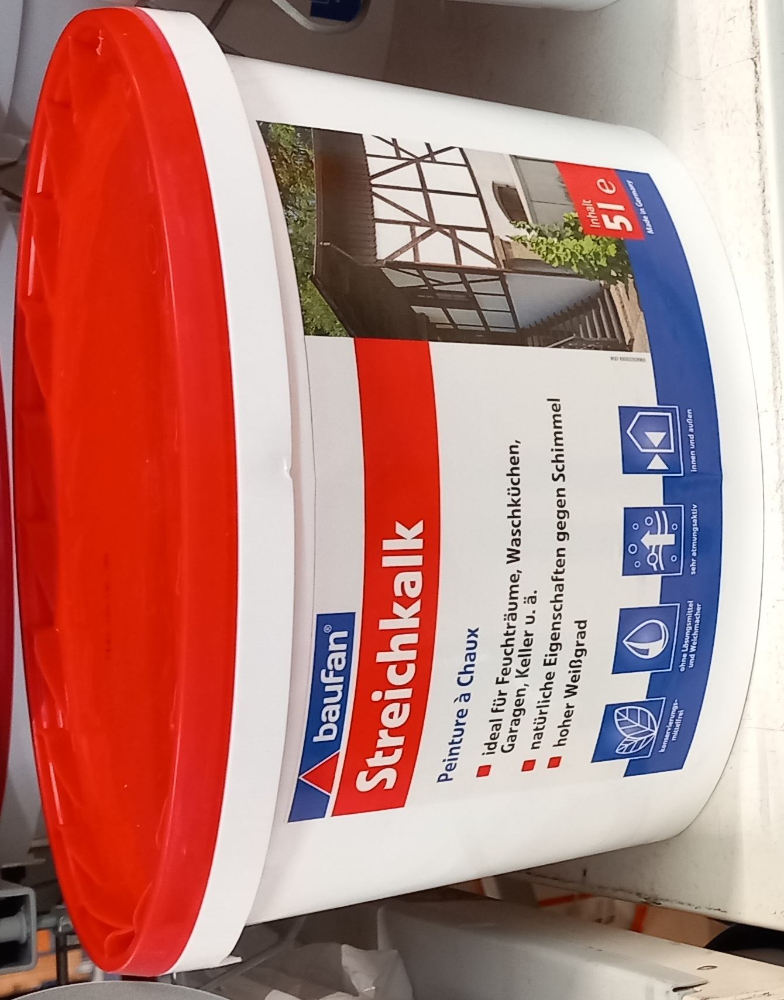 baufan®
Streichkalk
Peinture à Chaux
ideal für Feuchträume, Waschküchen,
Garagen, Keller u. ä.
natürliche Eigenschaften gegen Schimmel
hoher Weißgrad
konservierungs-
mittelfrei
ohne Lösungsmittel
und Weichmacher
sehr atmungsaktiv
innen und außen
Inhalt
5 l e
Made in Germany